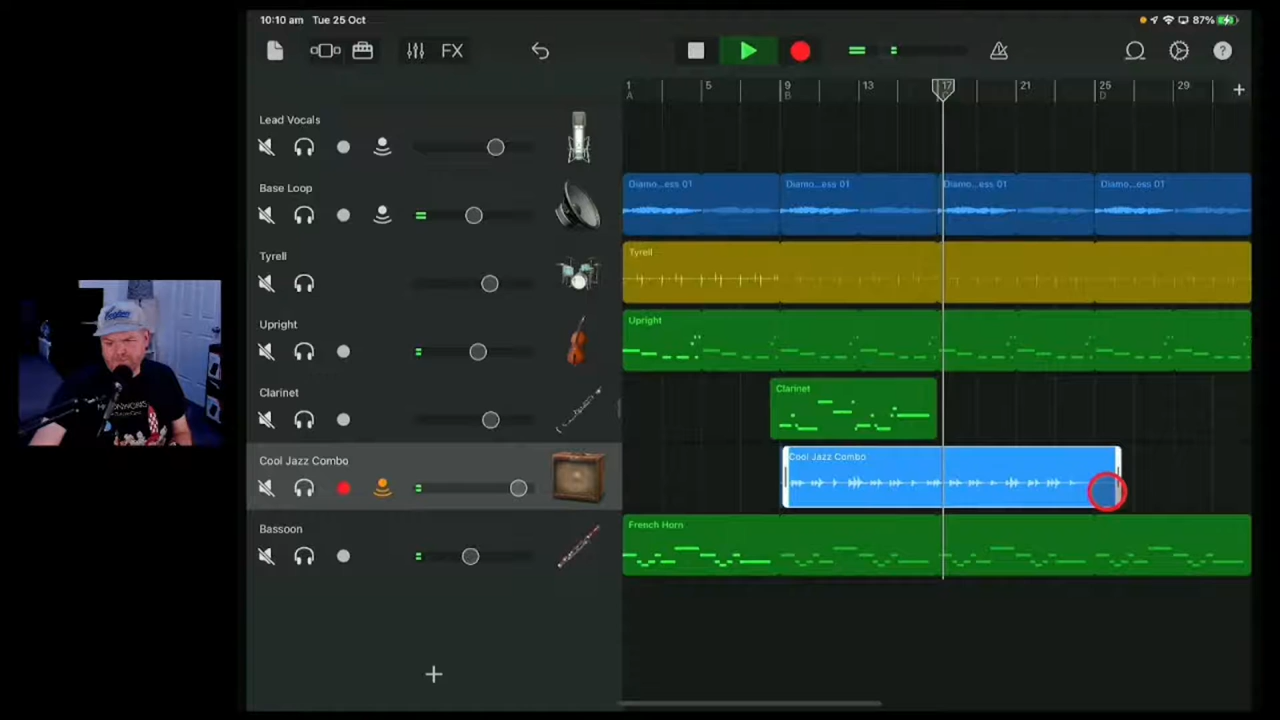 10:10 am Tue 25 Oct
87%
FX
?
1 5 9 13 17 21 25 29
A B C D
Lead Vocals
Base Loop
Diamo...ess 01 Diamo...ess 01 Diamo...ess 01 Diamo...ess 01
Tyrell
Tyrell
Upright
Upright
Clarinet
Clarinet
Cool Jazz Combo
Cool Jazz Combo
Bassoon
French Horn